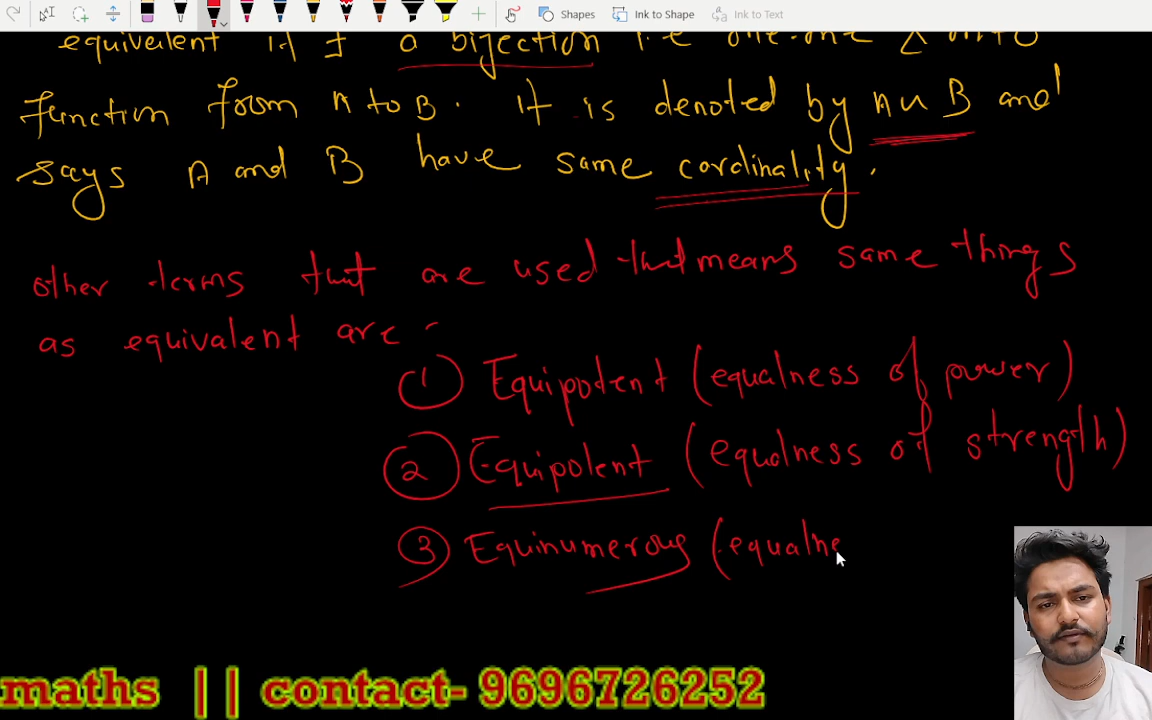 Shapes Ink to Shape Ink to Text
equivelent if ∃ a bijection i.e one-one & onto
function from A to B. It is denoted by A ∪ B and
says A and B have same cordinality.
other terms that are used that means same things
as equivalent are -
① Equipotent (equalness of power)
② Equipolent (equalness of strength)
③ Equinumerous (equalne
maths || contact- 9696726252